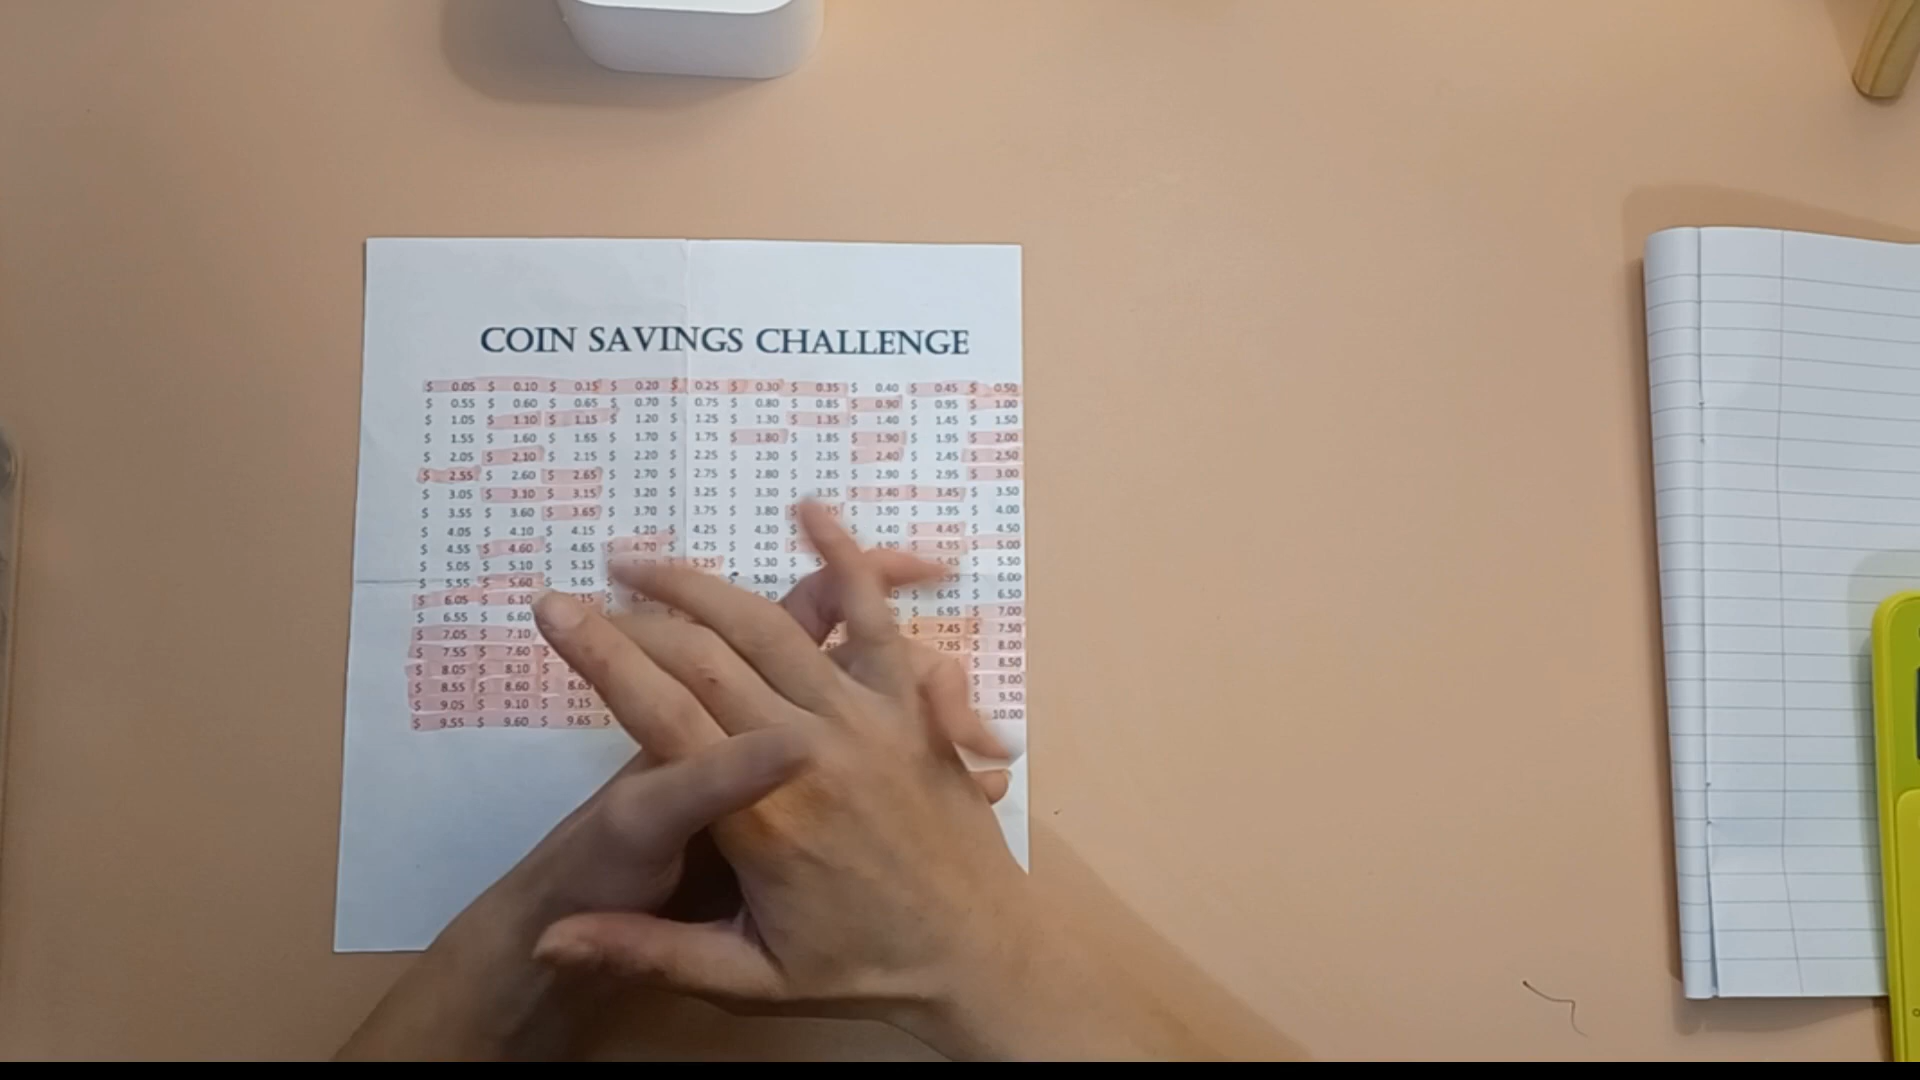 COIN SAVINGS CHALLENGE
$ 0.05 $ 0.10 $ 0.15 $ 0.20 $ 0.25 $ 0.30 $ 0.35 $ 0.40 $ 0.45 $ 0.50
$ 0.55 $ 0.60 $ 0.65 $ 0.70 $ 0.75 $ 0.80 $ 0.85 $ 0.90 $ 0.95 $ 1.00
$ 1.05 $ 1.10 $ 1.15 $ 1.20 $ 1.25 $ 1.30 $ 1.35 $ 1.40 $ 1.45 $ 1.50
$ 1.55 $ 1.60 $ 1.65 $ 1.70 $ 1.75 $ 1.80 $ 1.85 $ 1.90 $ 1.95 $ 2.00
$ 2.05 $ 2.10 $ 2.15 $ 2.20 $ 2.25 $ 2.30 $ 2.35 $ 2.40 $ 2.45 $ 2.50
$ 2.55 $ 2.60 $ 2.65 $ 2.70 $ 2.75 $ 2.80 $ 2.85 $ 2.90 $ 2.95 $ 3.00
$ 3.05 $ 3.10 $ 3.15 $ 3.20 $ 3.25 $ 3.30 $ 3.35 $ 3.40 $ 3.45 $ 3.50
$ 3.55 $ 3.60 $ 3.65 $ 3.70 $ 3.75 $ 3.80 $ $ 3.90 $ 3.95 $ 4.00
$ 4.05 $ 4.10 $ 4.15 $ 4.20 $ 4.25 $ 4.30 $ 4.40 $ 4.45 $ 4.50
$ 4.55 $ 4.60 $ 4.65 $ 4.70 $ 4.75 $ 4.80 $ 4.90 $ 4.95 $ 5.00
$ 5.05 $ 5.10 $ 5.15 $ 5.25 $ 5.30 $ 5.45 $ 5.50
$ 5.55 $ 5.60 $ 5.65 $ 5.80 $ 6.00
$ 6.05 $ 6.10 $ $ 6.45 $ 6.50
$ 6.55 $ 6.60 $ 6.95 $ 7.00
$ 7.05 $ 7.10 $ 7.45 $ 7.50
$ 7.55 $ 7.60 $ 7.95 $ 8.00
$ 8.05 $ 8.10 $ $ 8.50
$ 8.55 $ 8.60 $ 8.65 $ 9.00
$ 9.05 $ 9.10 $ 9.15 $ 9.50
$ 9.55 $ 9.60 $ 9.65 $ $ 10.00